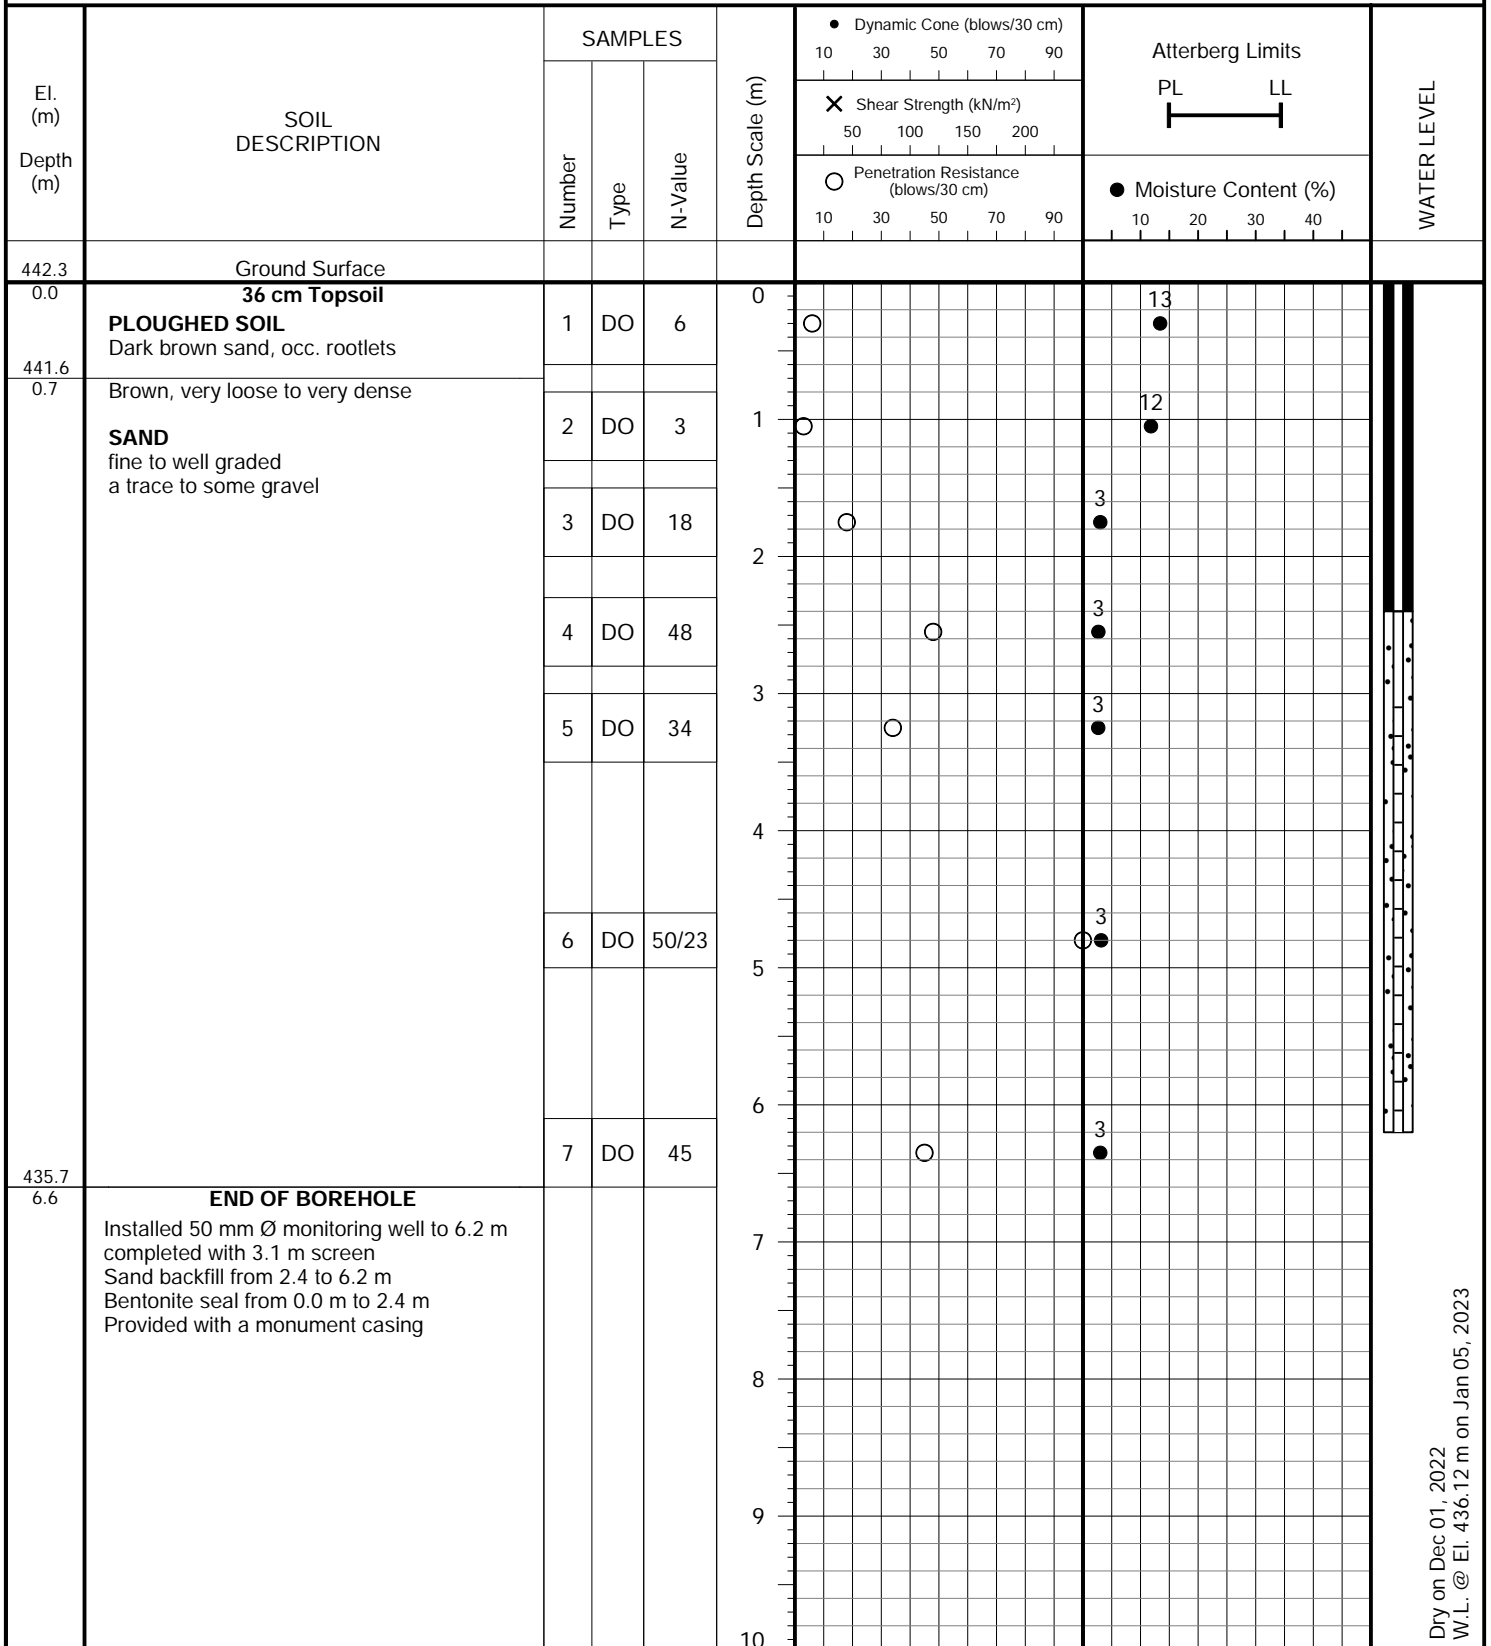 El.
(m)
Depth
(m)
SOIL
DESCRIPTION
SAMPLES
Number
Type
N-Value
Depth Scale (m)
● Dynamic Cone (blows/30 cm)
10 30 50 70 90
✕ Shear Strength (kN/m²)
50 100 150 200
○ Penetration Resistance
(blows/30 cm)
10 30 50 70 90
Atterberg Limits
PL LL
● Moisture Content (%)
10 20 30 40
WATER LEVEL
442.3 Ground Surface
0.0 36 cm Topsoil 0
13
PLOUGHED SOIL
1 DO 6
Dark brown sand, occ. rootlets
441.6
0.7 Brown, very loose to very dense
12
1
2 DO 3
SAND
fine to well graded
a trace to some gravel
3
3 DO 18
2
3
4 DO 48
3
3
5 DO 34
4
3
6 DO 50/23
5
6
3
7 DO 45
435.7
6.6 END OF BOREHOLE
Installed 50 mm Ø monitoring well to 6.2 m
completed with 3.1 m screen
Sand backfill from 2.4 to 6.2 m
Bentonite seal from 0.0 m to 2.4 m
Provided with a monument casing
7
8
9
10
Dry on Dec 01, 2022
W.L. @ El. 436.12 m on Jan 05, 2023